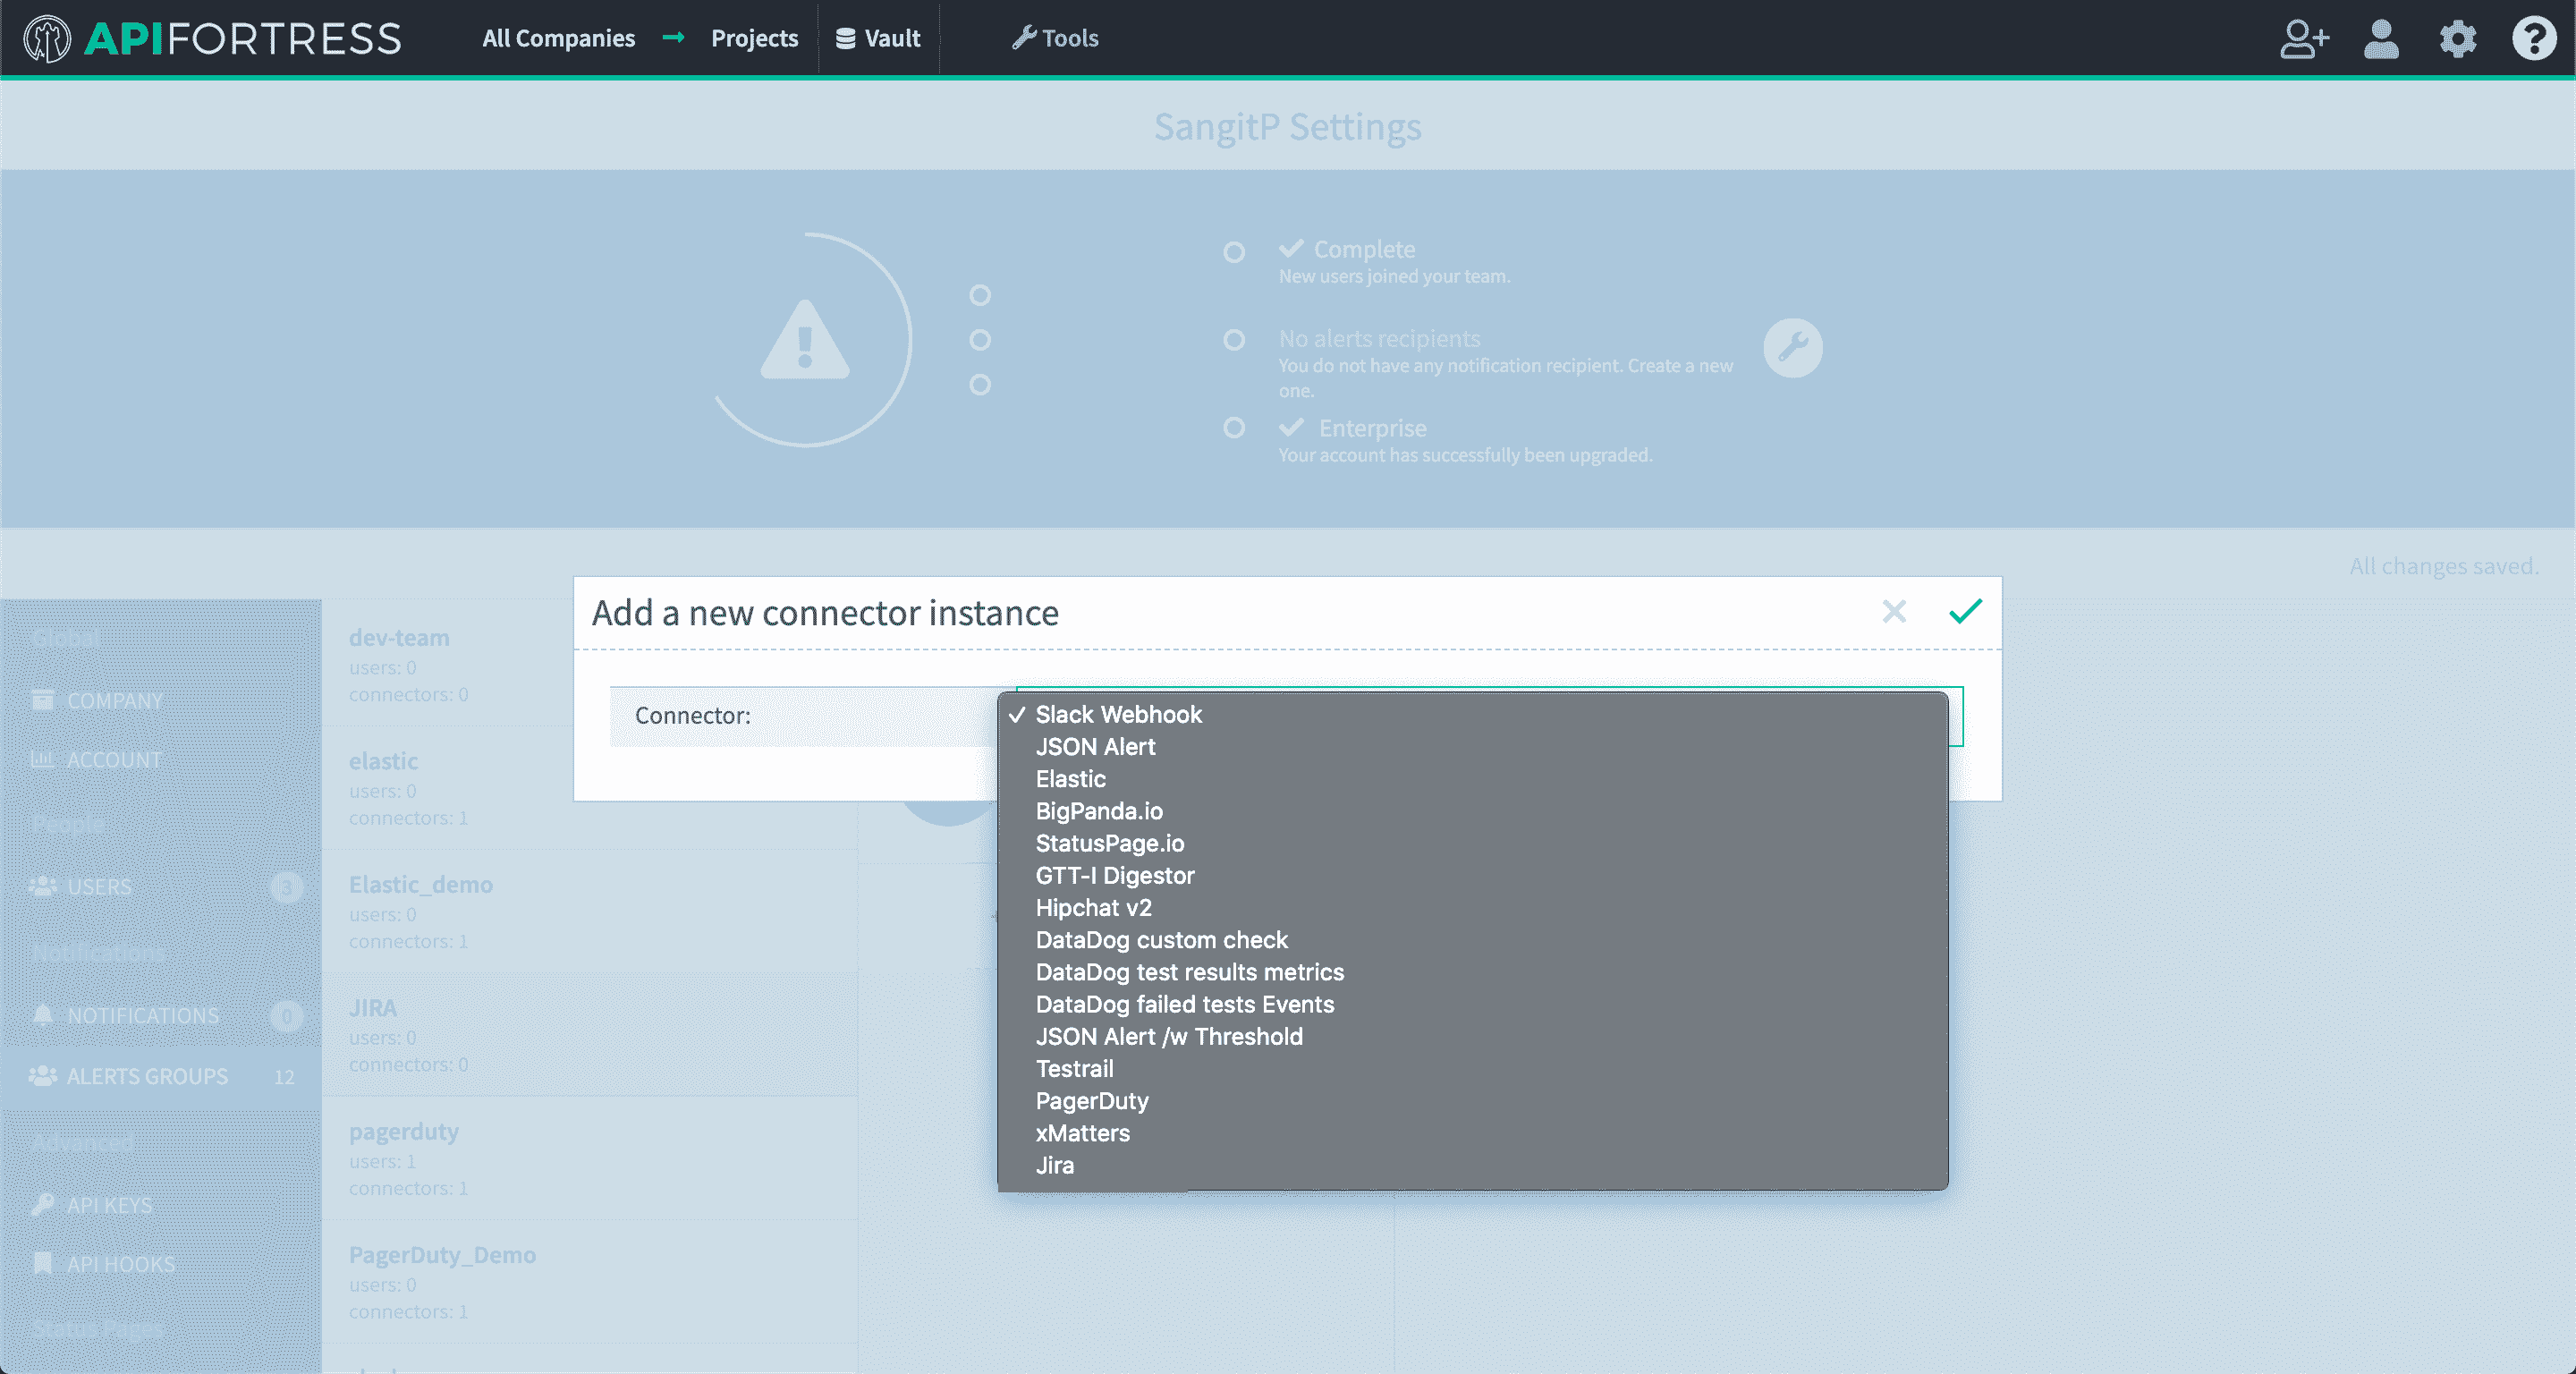 APIFORTRESS
All Companies → Projects
Vault
Tools
SangitP Settings
Complete
New users joined your team.
No alerts recipients
You do not have any notification recipient. Create a new
one.
Enterprise
Your account has successfully been upgraded.
All changes saved.
Add a new connector instance
Connector:
Slack Webhook
JSON Alert
Elastic
BigPanda.io
StatusPage.io
GTT-I Digestor
Hipchat v2
DataDog custom check
DataDog test results metrics
DataDog failed tests Events
JSON Alert /w Threshold
Testrail
PagerDuty
xMatters
Jira
Global
COMPANY
ACCOUNT
People
USERS 3
Notifications
NOTIFICATIONS 0
ALERTS GROUPS 12
Advanced
API KEYS
API HOOKS
Status Pages
dev-team
users: 0
connectors: 0
elastic
users: 0
connectors: 1
Elastic_demo
users: 0
connectors: 1
JIRA
users: 0
connectors: 0
pagerduty
users: 1
connectors: 1
PagerDuty_Demo
users: 0
connectors: 1